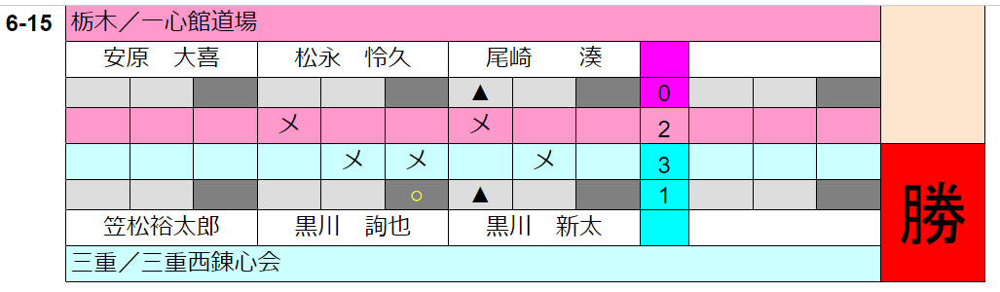 6-15 栃木／一心館道場
安原　大喜 松永　怜久 尾崎　　湊
▲ 0
メ メ 2
メ メ メ 3
○ ▲ 1
勝
笠松裕太郎 黒川　詢也 黒川　新太
三重／三重西錬心会